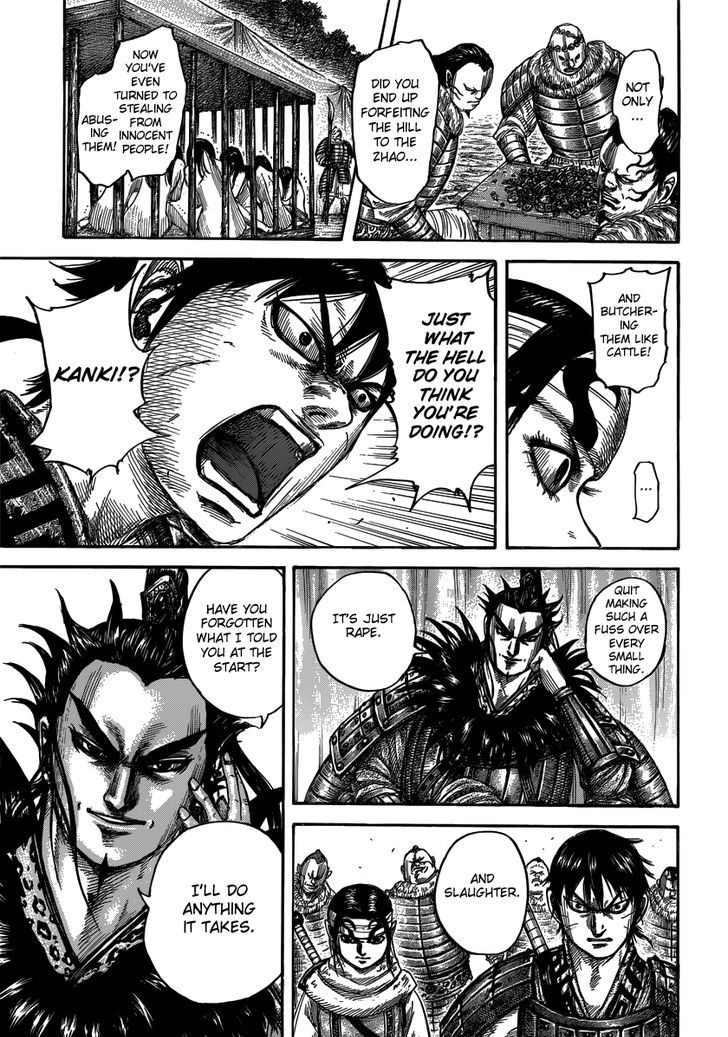 NOT
ONLY
...
DID YOU
END UP
FORFEITING
THE HILL
TO THE
ZHAO...
NOW
YOU'VE
EVEN
TURNED TO
STEALING
FROM
INNOCENT
PEOPLE!
ABUS-
ING
THEM!
AND
BUTCHER-
ING
THEM LIKE
CATTLE!
...
JUST
WHAT
THE HELL
DO YOU
THINK
YOU'RE
DOING!?
KANKI!?
QUIT
MAKING
SUCH A
FUSS OVER
EVERY
SMALL
THING.
IT'S JUST
RAPE.
AND
SLAUGHTER.
HAVE YOU
FORGOTTEN
WHAT I TOLD
YOU AT THE
START?
I'LL DO
ANYTHING
IT TAKES.